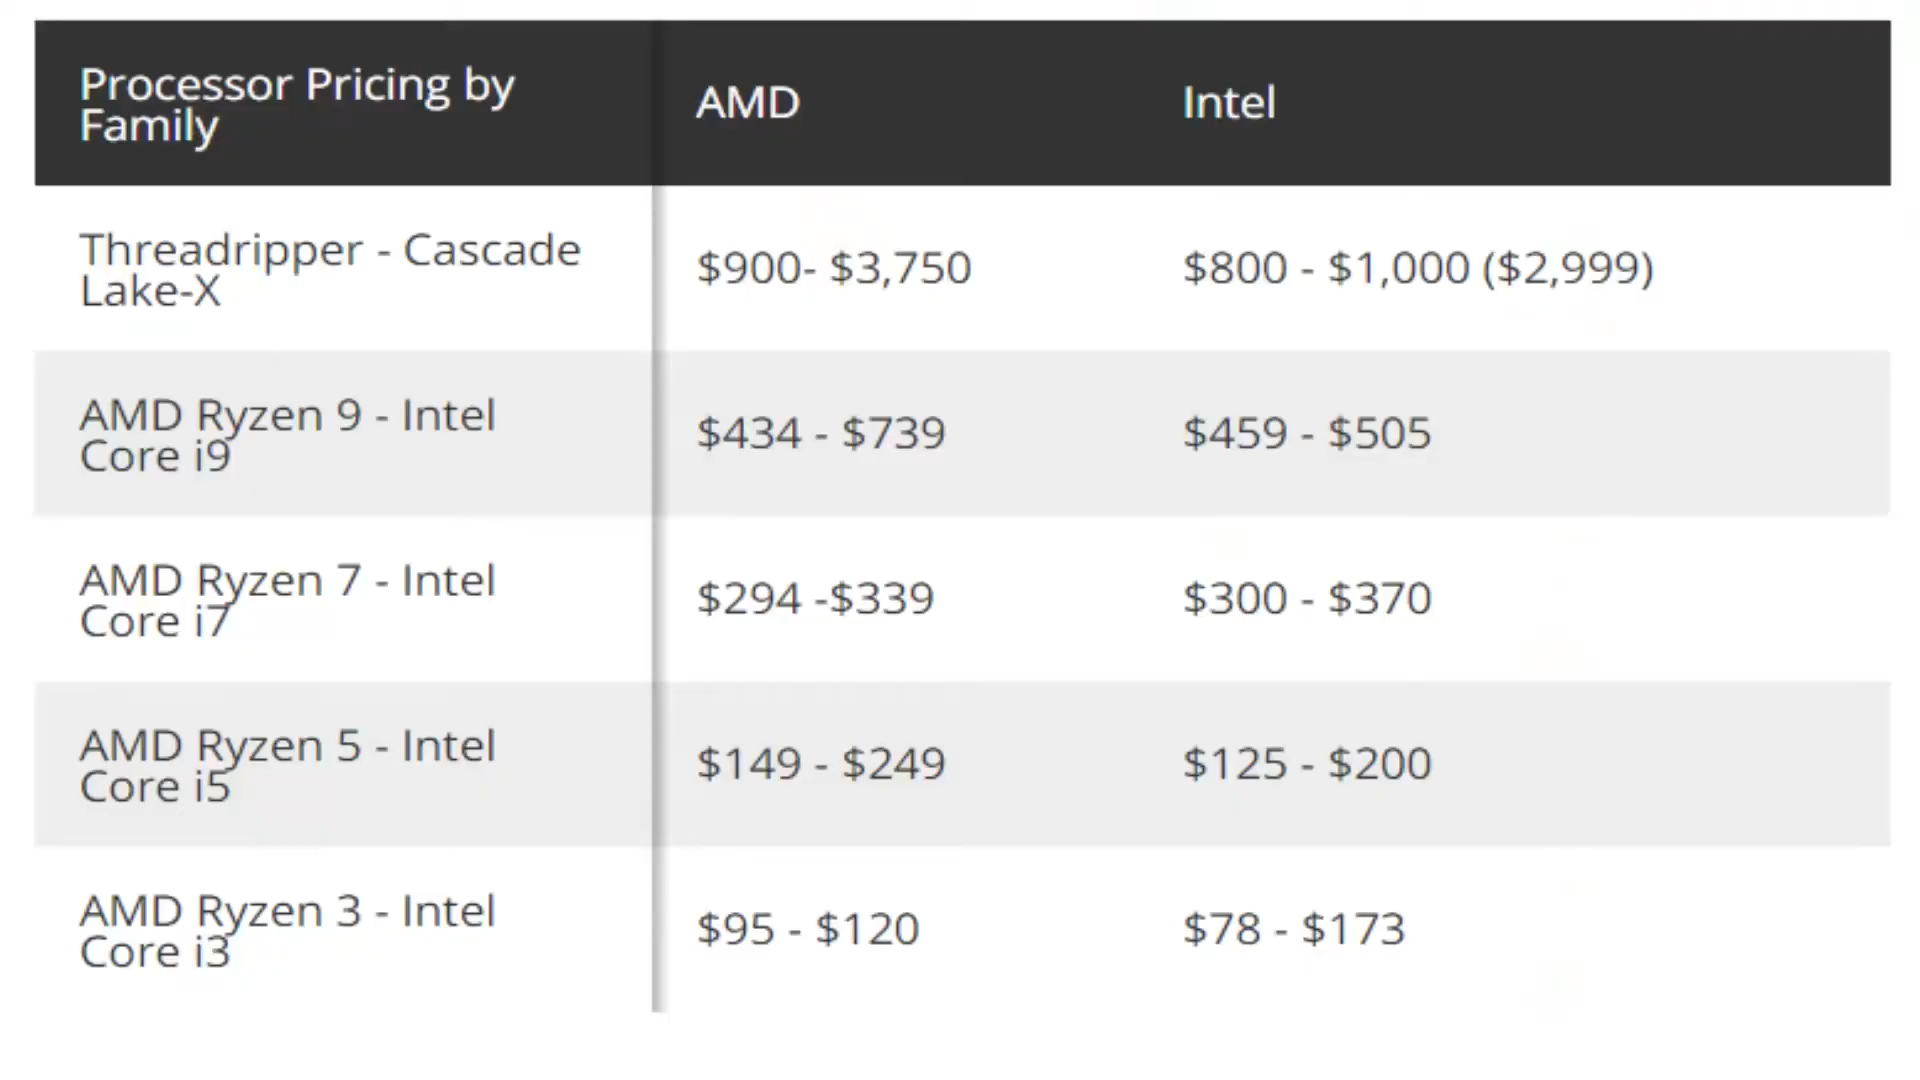 Processor Pricing by
Family
AMD
Intel
Threadripper - Cascade
Lake-X
$900- $3,750
$800 - $1,000 ($2,999)
AMD Ryzen 9 - Intel
Core i9
$434 - $739
$459 - $505
AMD Ryzen 7 - Intel
Core i7
$294 -$339
$300 - $370
AMD Ryzen 5 - Intel
Core i5
$149 - $249
$125 - $200
AMD Ryzen 3 - Intel
Core i3
$95 - $120
$78 - $173